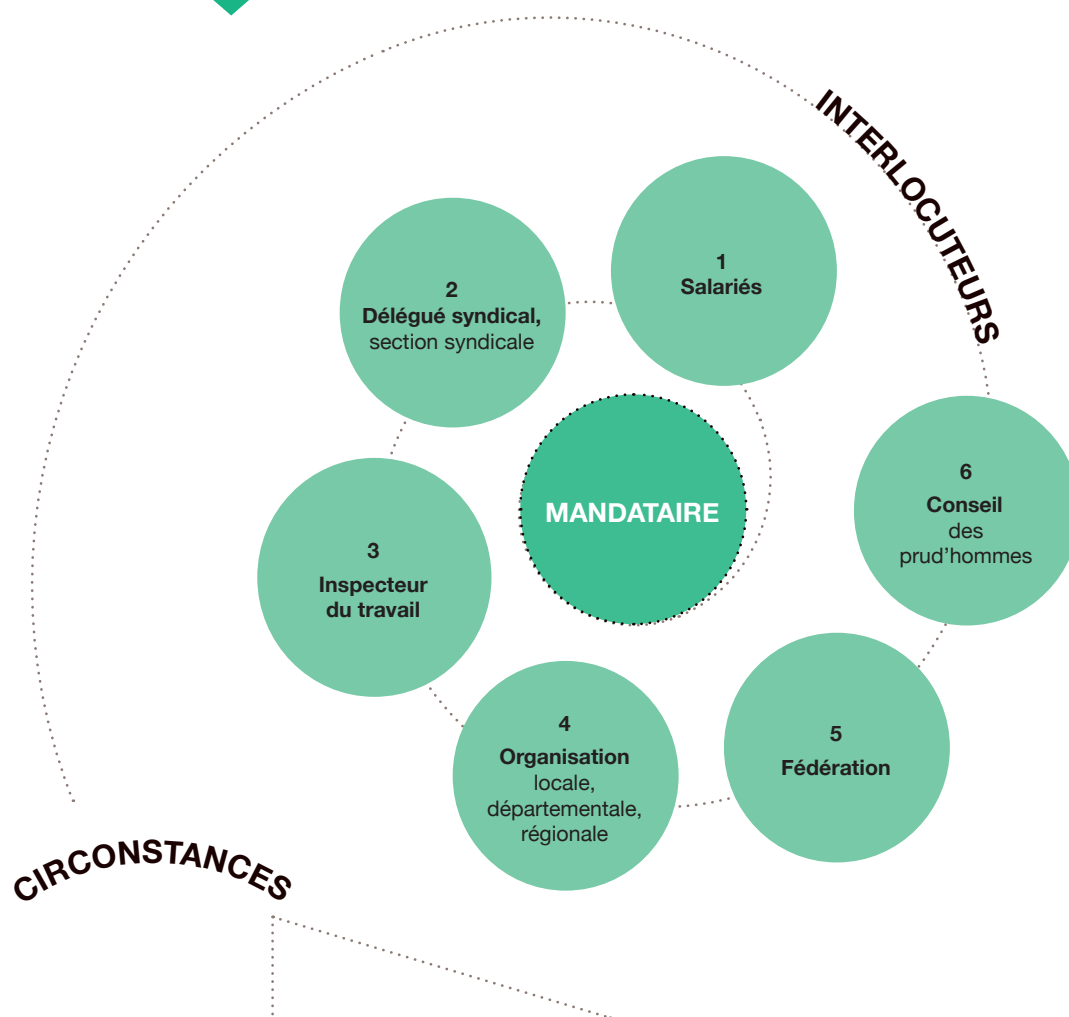 INTERLOCUTEURS
1
Salariés
2
Délégué syndical,
section syndicale
MANDATAIRE
3
Inspecteur
du travail
4
Organisation
locale,
départementale,
régionale
5
Fédération
6
Conseil
des
prud’hommes
CIRCONSTANCES